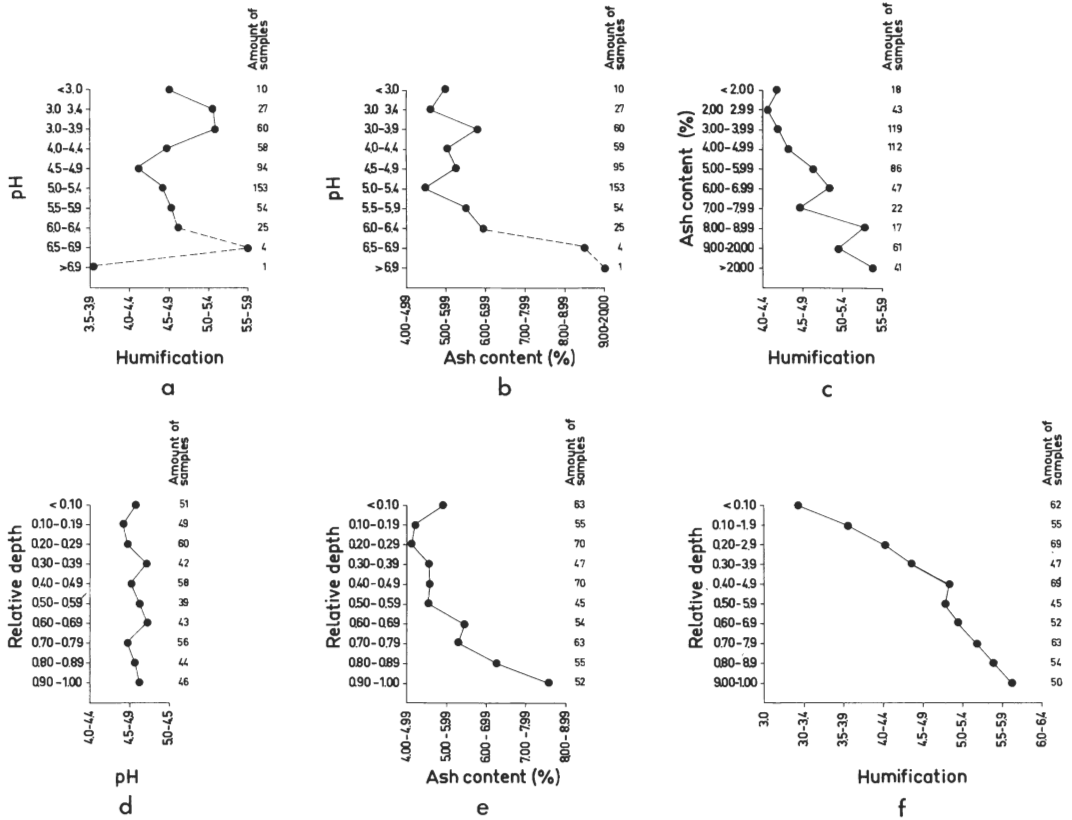 Amount of
samples
pH
< 3.0 10
3.0 3.4 27
3.0–3.9 60
4.0–4.4 58
4.5–4.9 94
5.0–5.4 153
5.5–5.9 54
6.0–6.4 25
6.5–6.9 4
> 6.9 1
3.5–3.9 4.0–4.4 4.5–4.9 5.0–5.4 5.5–5.9
Humification
a
Amount of
samples
pH
< 3.0 10
3.0 3.4 27
3.0–3.9 60
4.0–4.4 59
4.5–4.9 95
5.0–5.4 153
5.5–5.9 54
6.0–6.4 25
6.5–6.9 4
> 6.9 1
4.00–4.99 5.00–5.99 6.00–6.99 7.00–7.99 8.00–8.99 9.00–20.00
Ash content (%)
b
Amount of
samples
Ash content (%)
< 2.00 18
2.00 2.99 43
3.00–3.99 119
4.00–4.99 112
5.00–5.99 86
6.00–6.99 47
7.00–7.99 22
8.00–8.99 17
9.00–20.00 61
> 20.00 41
4.0–4.4 4.5–4.9 5.0–5.4 5.5–5.9
Humification
c
Amount of
samples
Relative depth
< 0.10 51
0.10–0.19 49
0.20–0.29 60
0.30–0.39 42
0.40–0.49 58
0.50–0.59 39
0.60–0.69 43
0.70–0.79 56
0.80–0.89 44
0.90–1.00 46
4.0–4.4 4.5–4.9 5.0–4.5
pH
d
Amount of
samples
Relative depth
< 0.10 63
0.10–0.19 55
0.20–0.29 70
0.30–0.39 47
0.40–0.49 70
0.50–0.59 45
0.60–0.69 54
0.70–0.79 63
0.80–0.89 55
0.90–1.00 52
4.00–4.99 5.00–5.99 6.00–6.99 7.00–7.99 8.00–8.99
Ash content (%)
e
Amount of
samples
Relative depth
< 0.10 62
0.10–1.9 55
0.20–2.9 69
0.30–3.9 47
0.40–4.9 69
0.50–5.9 45
0.60–6.9 52
0.70–7.9 63
0.80–8.9 54
9.00–1.00 50
3.0 3.0–3.4 3.5–3.9 4.0–4.4 4.5–4.9 5.0–5.4 5.5–5.9 6.0–6.4
Humification
f